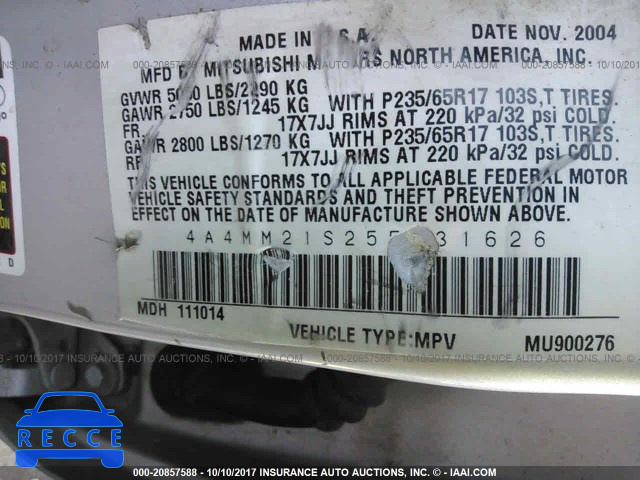 MADE IN U.S.A. DATE NOV. 2004
MFD BY MITSUBISHI MOTORS NORTH AMERICA, INC.
GVWR LBS/2290 KG
GAWR 2750 LBS/1245 KG WITH P235/65R17 103S,T TIRES.
FR. 17X7JJ RIMS AT 220 kPa/32 psi COLD.
GAWR 2800 LBS/1270 KG WITH P235/65R17 103S,T TIRES.
RR 17X7JJ RIMS AT 220 kPa/32 psi COLD.
THIS VEHICLE CONFORMS TO ALL APPLICABLE FEDERAL MOTOR
VEHICLE SAFETY STANDARDS AND THEFT PREVENTION IN
EFFECT ON THE DATE OF MANUFACTURE SHOWN ABOVE.
4A4MM21S25 31626
MDH 111014
VEHICLE TYPE:MPV MU900276
D
RECCE
000-20857588 - 10/10/2017 INSURANCE AUTO AUCTIONS, INC. - IAAI.COM